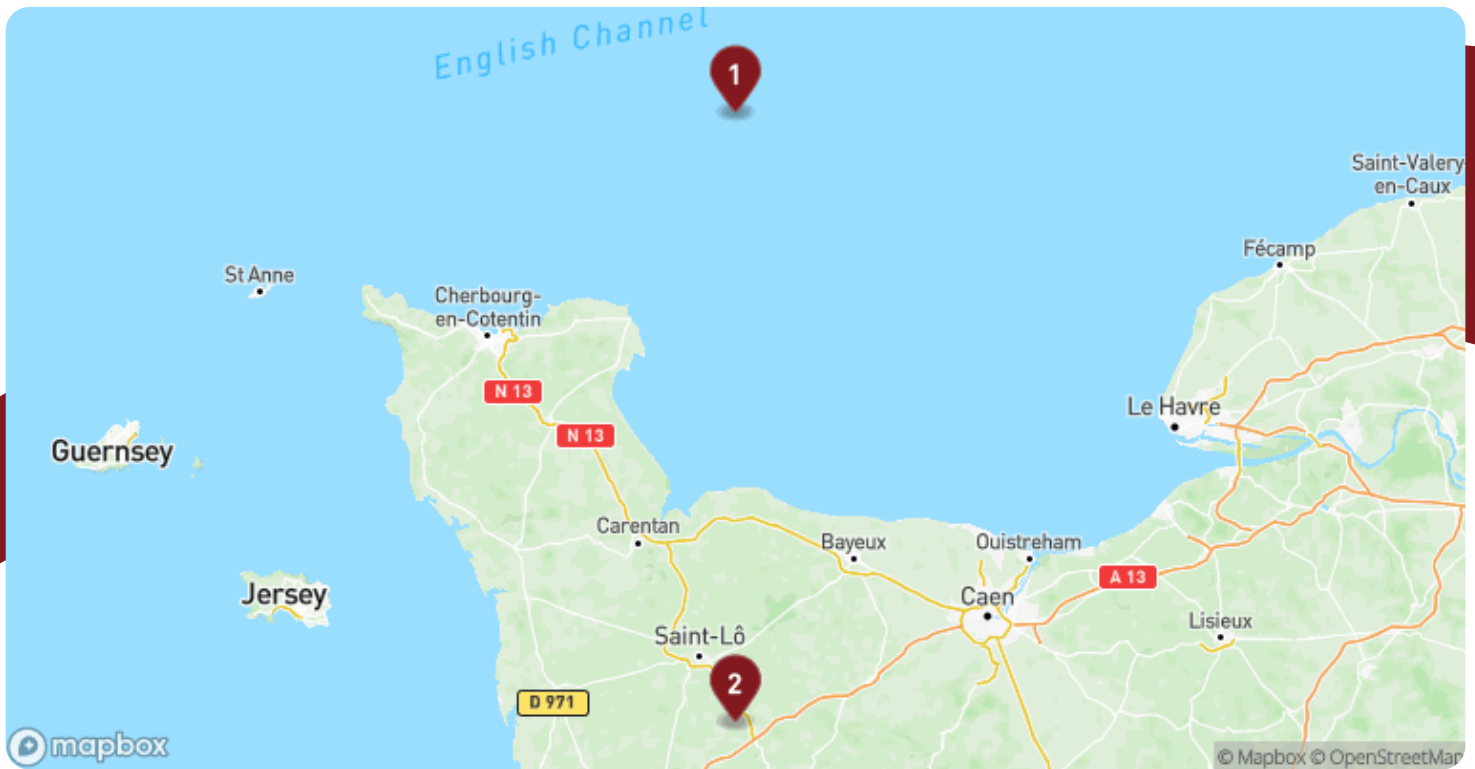 English Channel
1
Saint-Valery-
en-Caux
Fécamp
St Anne
Cherbourg-
en-Cotentin
N 13
Le Havre
N 13
Guernsey
Carentan
Bayeux
Ouistreham
A 13
Jersey
Caen
Lisieux
Saint-Lô
2
D 971
mapbox
© Mapbox © OpenStreetMap